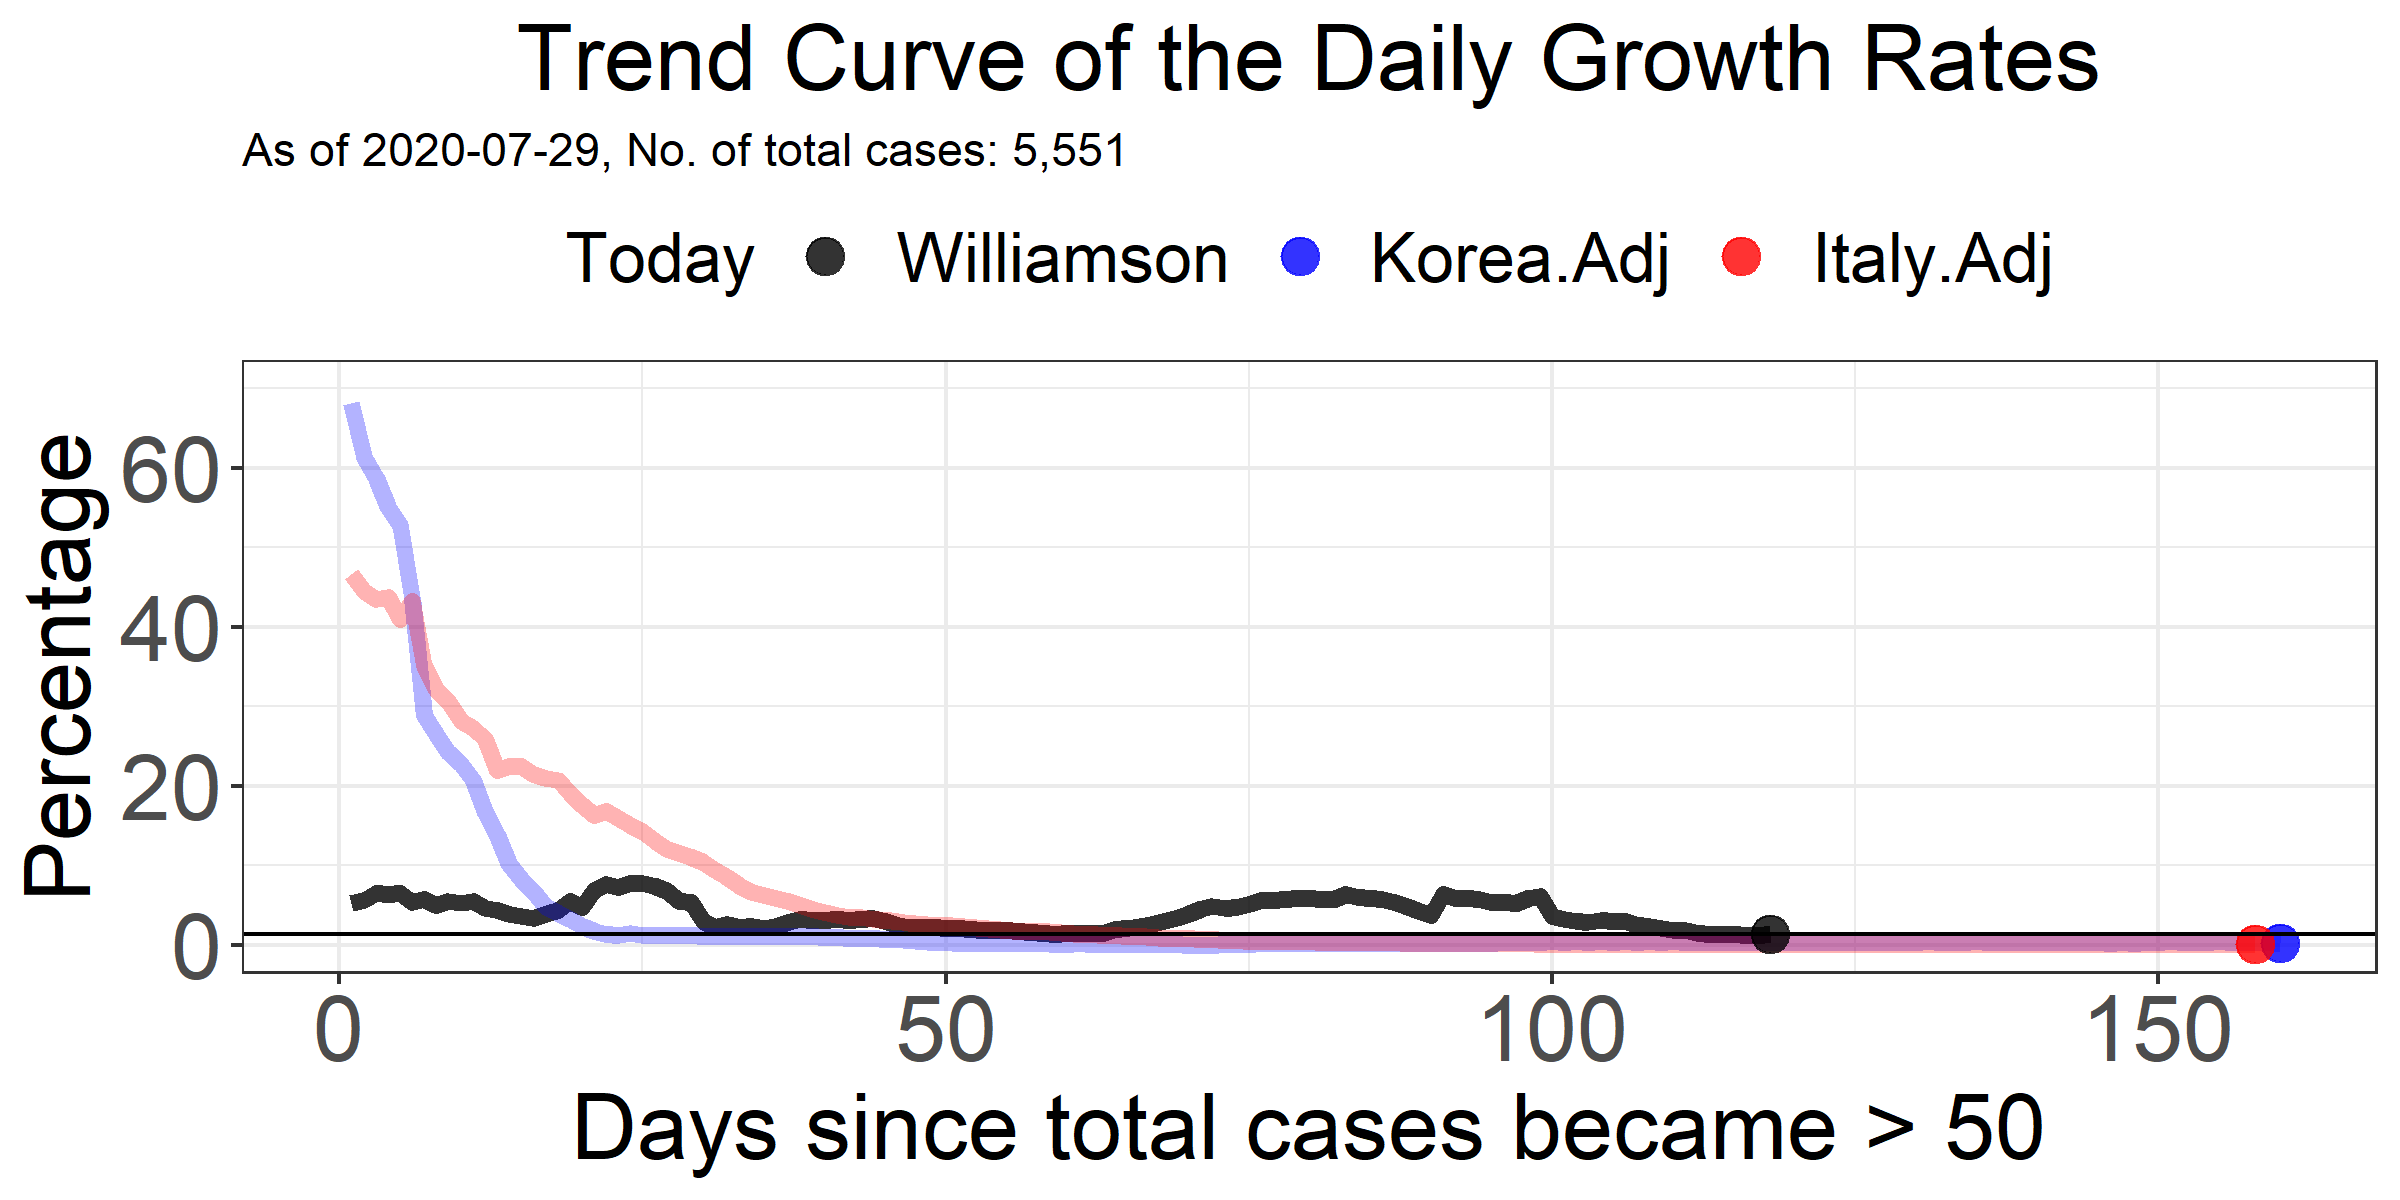 Trend Curve of the Daily Growth Rates
As of 2020-07-29, No. of total cases: 5,551
Today Williamson Korea.Adj Italy.Adj
Percentage
60
40
20
0
0 50 100 150
Days since total cases became > 50